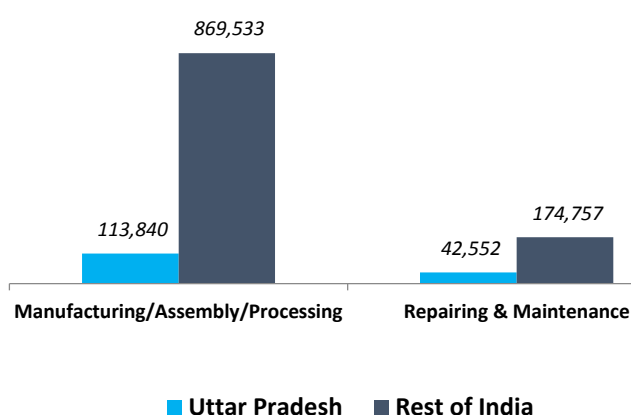 869,533
113,840
174,757
42,552
Manufacturing/Assembly/Processing Repairing & Maintenance
Uttar Pradesh Rest of India